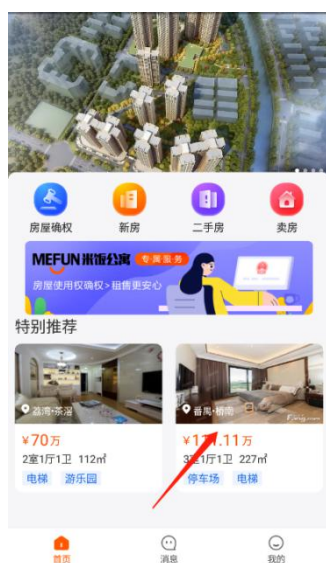 房屋确权
新房
二手房
卖房
MEFUN米饭公寓 专·属·服·务
房屋使用权确权>租售更安心
特别推荐
荔湾·茶滘
番禺·桥南
¥70万
2室1厅1卫 112㎡
电梯 游乐园
¥117.11万
3室1厅1卫 227㎡
停车场 电梯
首页
消息
我的